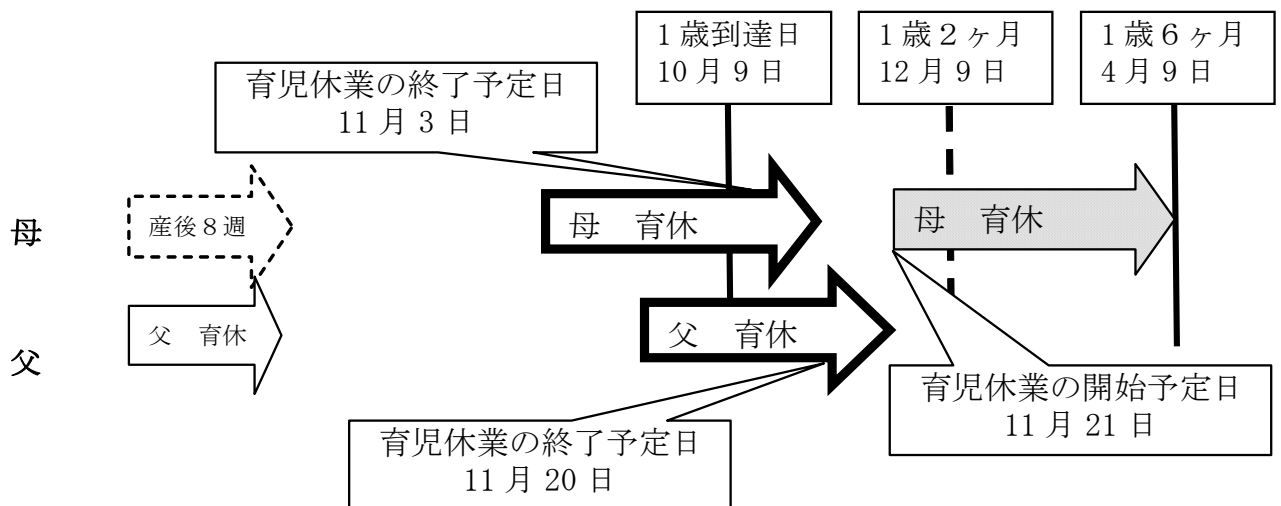 1歳到達日
10月9日
1歳2ヶ月
12月9日
1歳6ヶ月
4月9日
育児休業の終了予定日
11月3日
母
産後8週
母 育休
母 育休
父
父 育休
父 育休
育児休業の開始予定日
11月21日
育児休業の終了予定日
11月20日